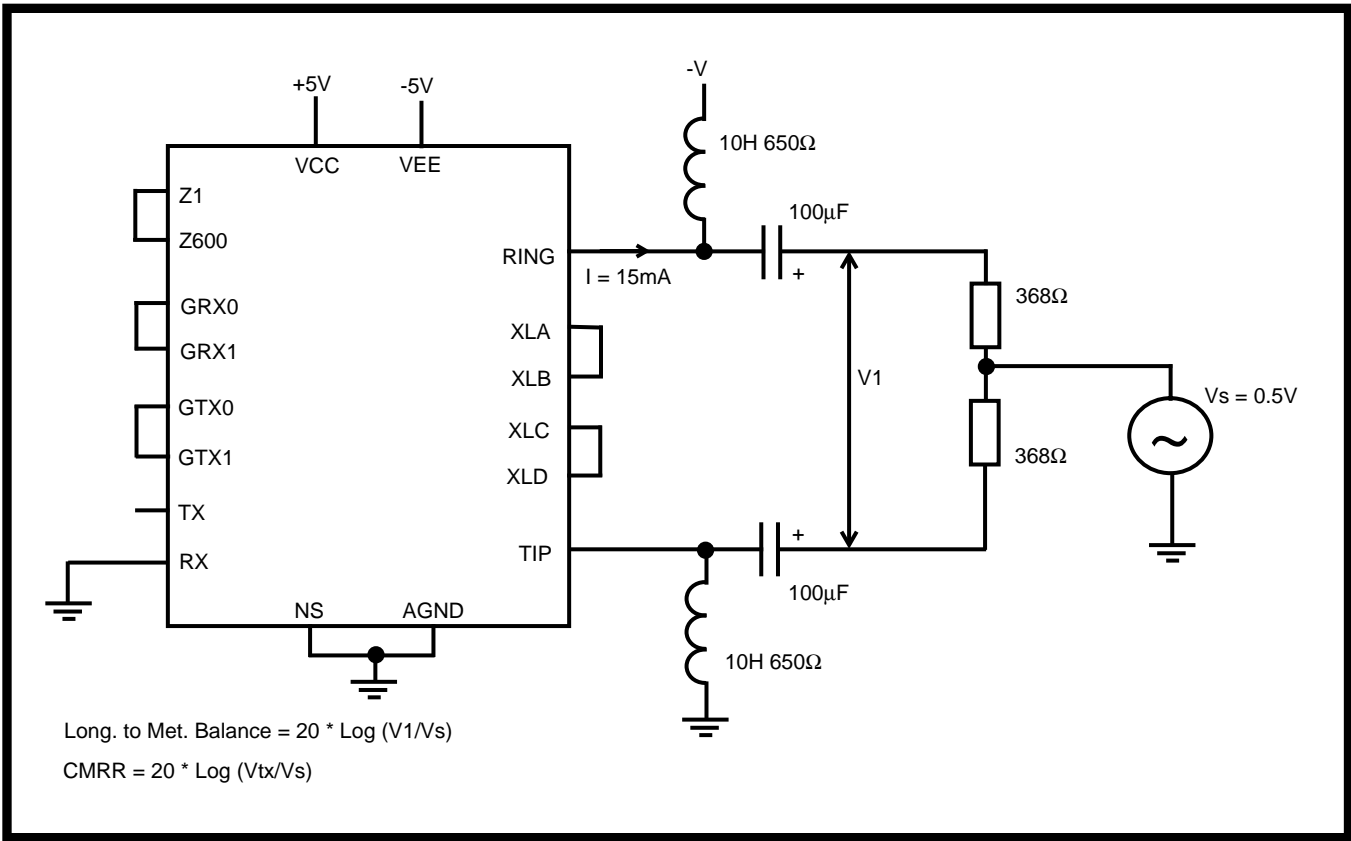 -V
+5V
-5V
10H 650Ω
VCC
VEE
Z1
Z600
100μF
RING
+
I = 15mA
GRX0
GRX1
368Ω
XLA
XLB
V1
GTX0
GTX1
Vs = 0.5V
~
XLC
XLD
368Ω
TX
RX
TIP
+
100μF
NS
AGND
10H 650Ω
Long. to Met. Balance = 20 * Log (V1/Vs)
CMRR = 20 * Log (Vtx/Vs)